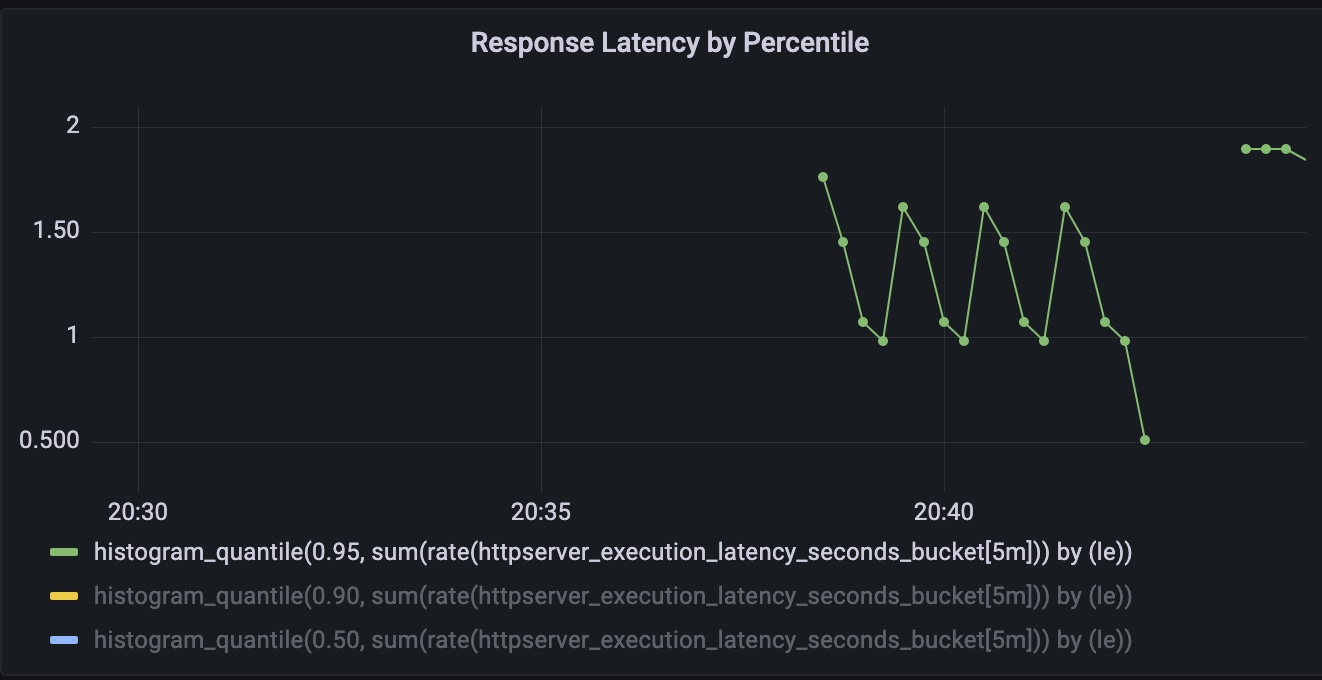 Response Latency by Percentile
2
1.50
1
0.500
20:30 20:35 20:40
histogram_quantile(0.95, sum(rate(httpserver_execution_latency_seconds_bucket[5m])) by (le))
histogram_quantile(0.90, sum(rate(httpserver_execution_latency_seconds_bucket[5m])) by (le))
histogram_quantile(0.50, sum(rate(httpserver_execution_latency_seconds_bucket[5m])) by (le))